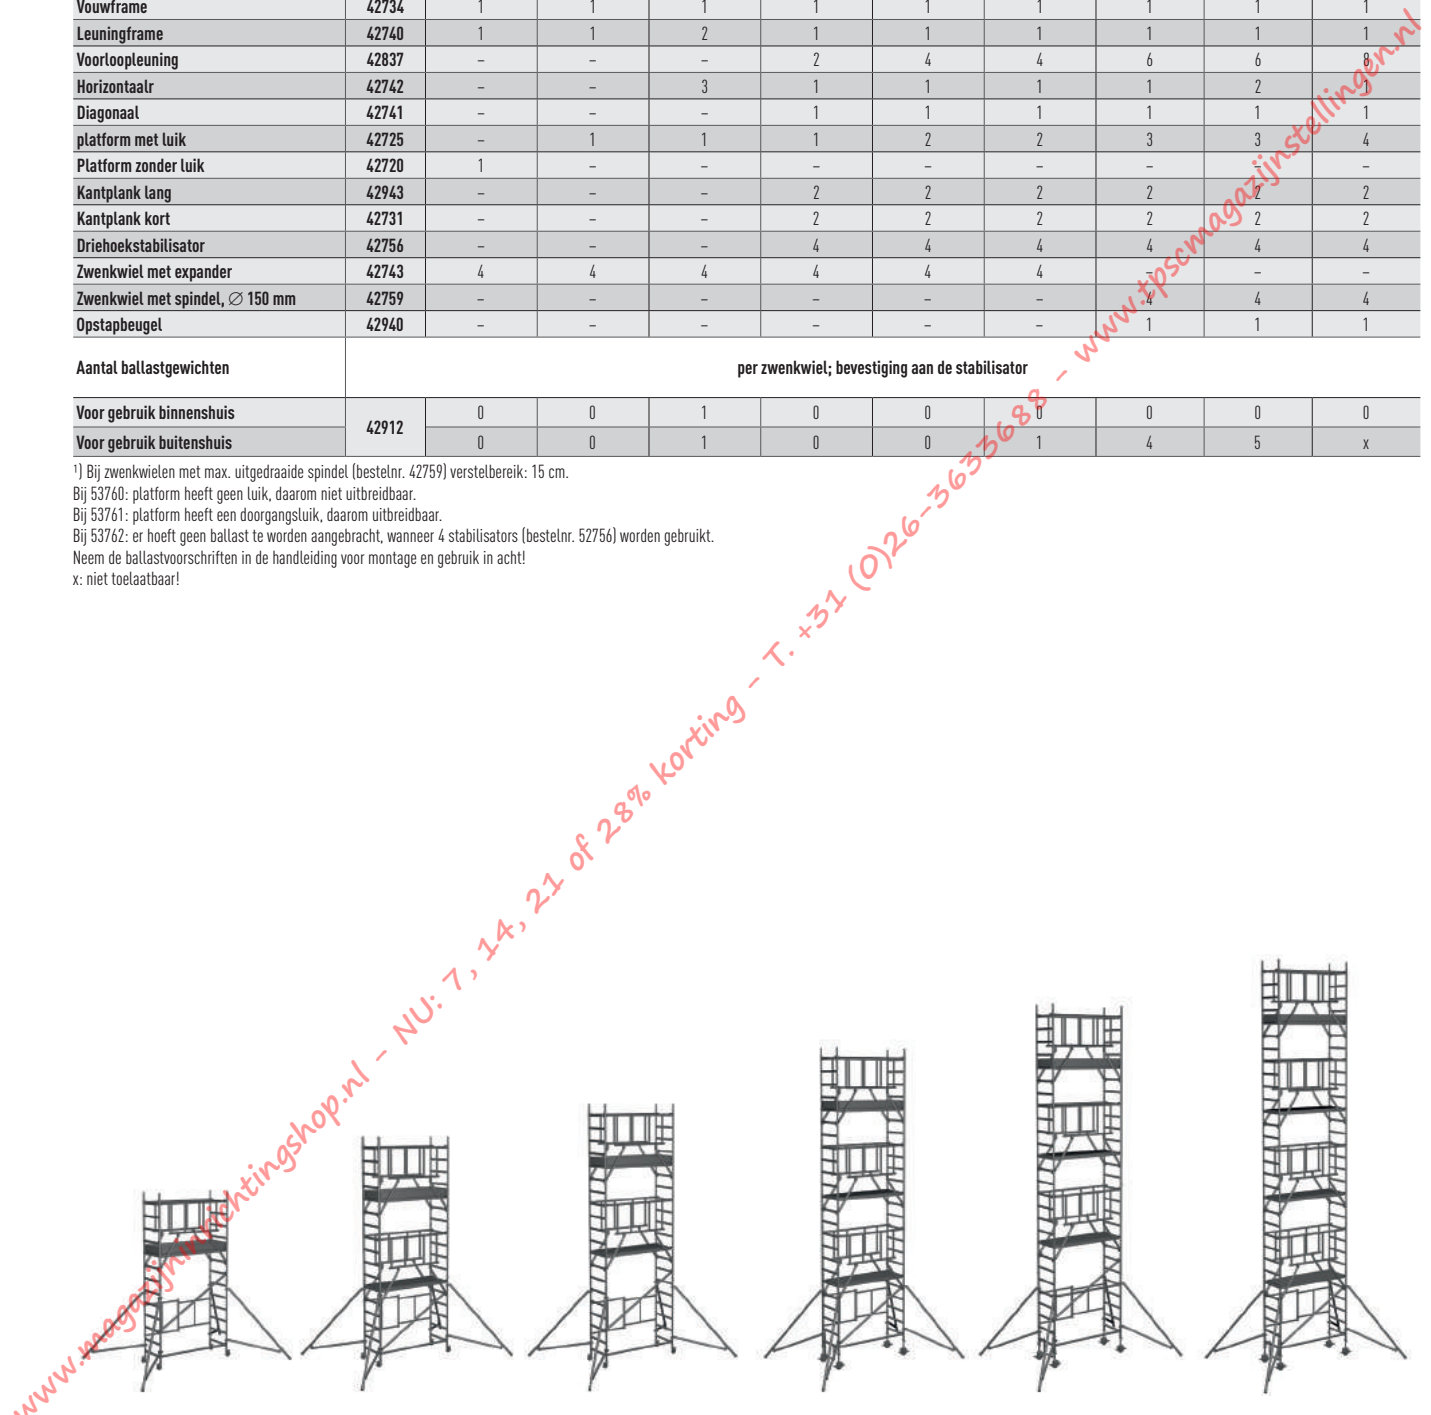 Vouwframe 42734 1 1 1 1 1 1 1 1 1
Leuningframe 42740 1 1 2 1 1 1 1 1 1
Voorloopleuning 42837 – – – 2 4 4 6 6 8
Horizontaalr 42742 – – 3 1 1 1 1 2 1
Diagonaal 42741 – – – 1 1 1 1 1 1
platform met luik 42725 – 1 1 1 2 2 3 3 4
Platform zonder luik 42720 1 – – – – – – – –
Kantplank lang 42943 – – – 2 2 2 2 2 2
Kantplank kort 42731 – – – 2 2 2 2 2 2
Driehoekstabilisator 42756 – – – 4 4 4 4 4 4
Zwenkwiel met expander 42743 4 4 4 4 4 4 – – –
Zwenkwiel met spindel, ∅ 150 mm 42759 – – – – – – 4 4 4
Opstapbeugel 42940 – – – – – – 1 1 1
Aantal ballastgewichten per zwenkwiel; bevestiging aan de stabilisator
Voor gebruik binnenshuis 42912 0 0 1 0 0 0 0 0 0
Voor gebruik buitenshuis 0 0 1 0 0 1 4 5 x
¹) Bij zwenkwielen met max. uitgedraaide spindel (bestelnr. 42759) verstelbereik: 15 cm.
Bij 53760: platform heeft geen luik, daarom niet uitbreidbaar.
Bij 53761: platform heeft een doorgangsluik, daarom uitbreidbaar.
Bij 53762: er hoeft geen ballast te worden aangebracht, wanneer 4 stabilisators (bestelnr. 52756) worden gebruikt.
Neem de ballastvoorschriften in de handleiding voor montage en gebruik in acht!
x: niet toelaatbaar!
www.magazijninrichtingshop.nl – NU: 7, 14, 21 of 28% korting – T. +31 (0)26-3633688 – www.tpscmagazijnstellingen.nl